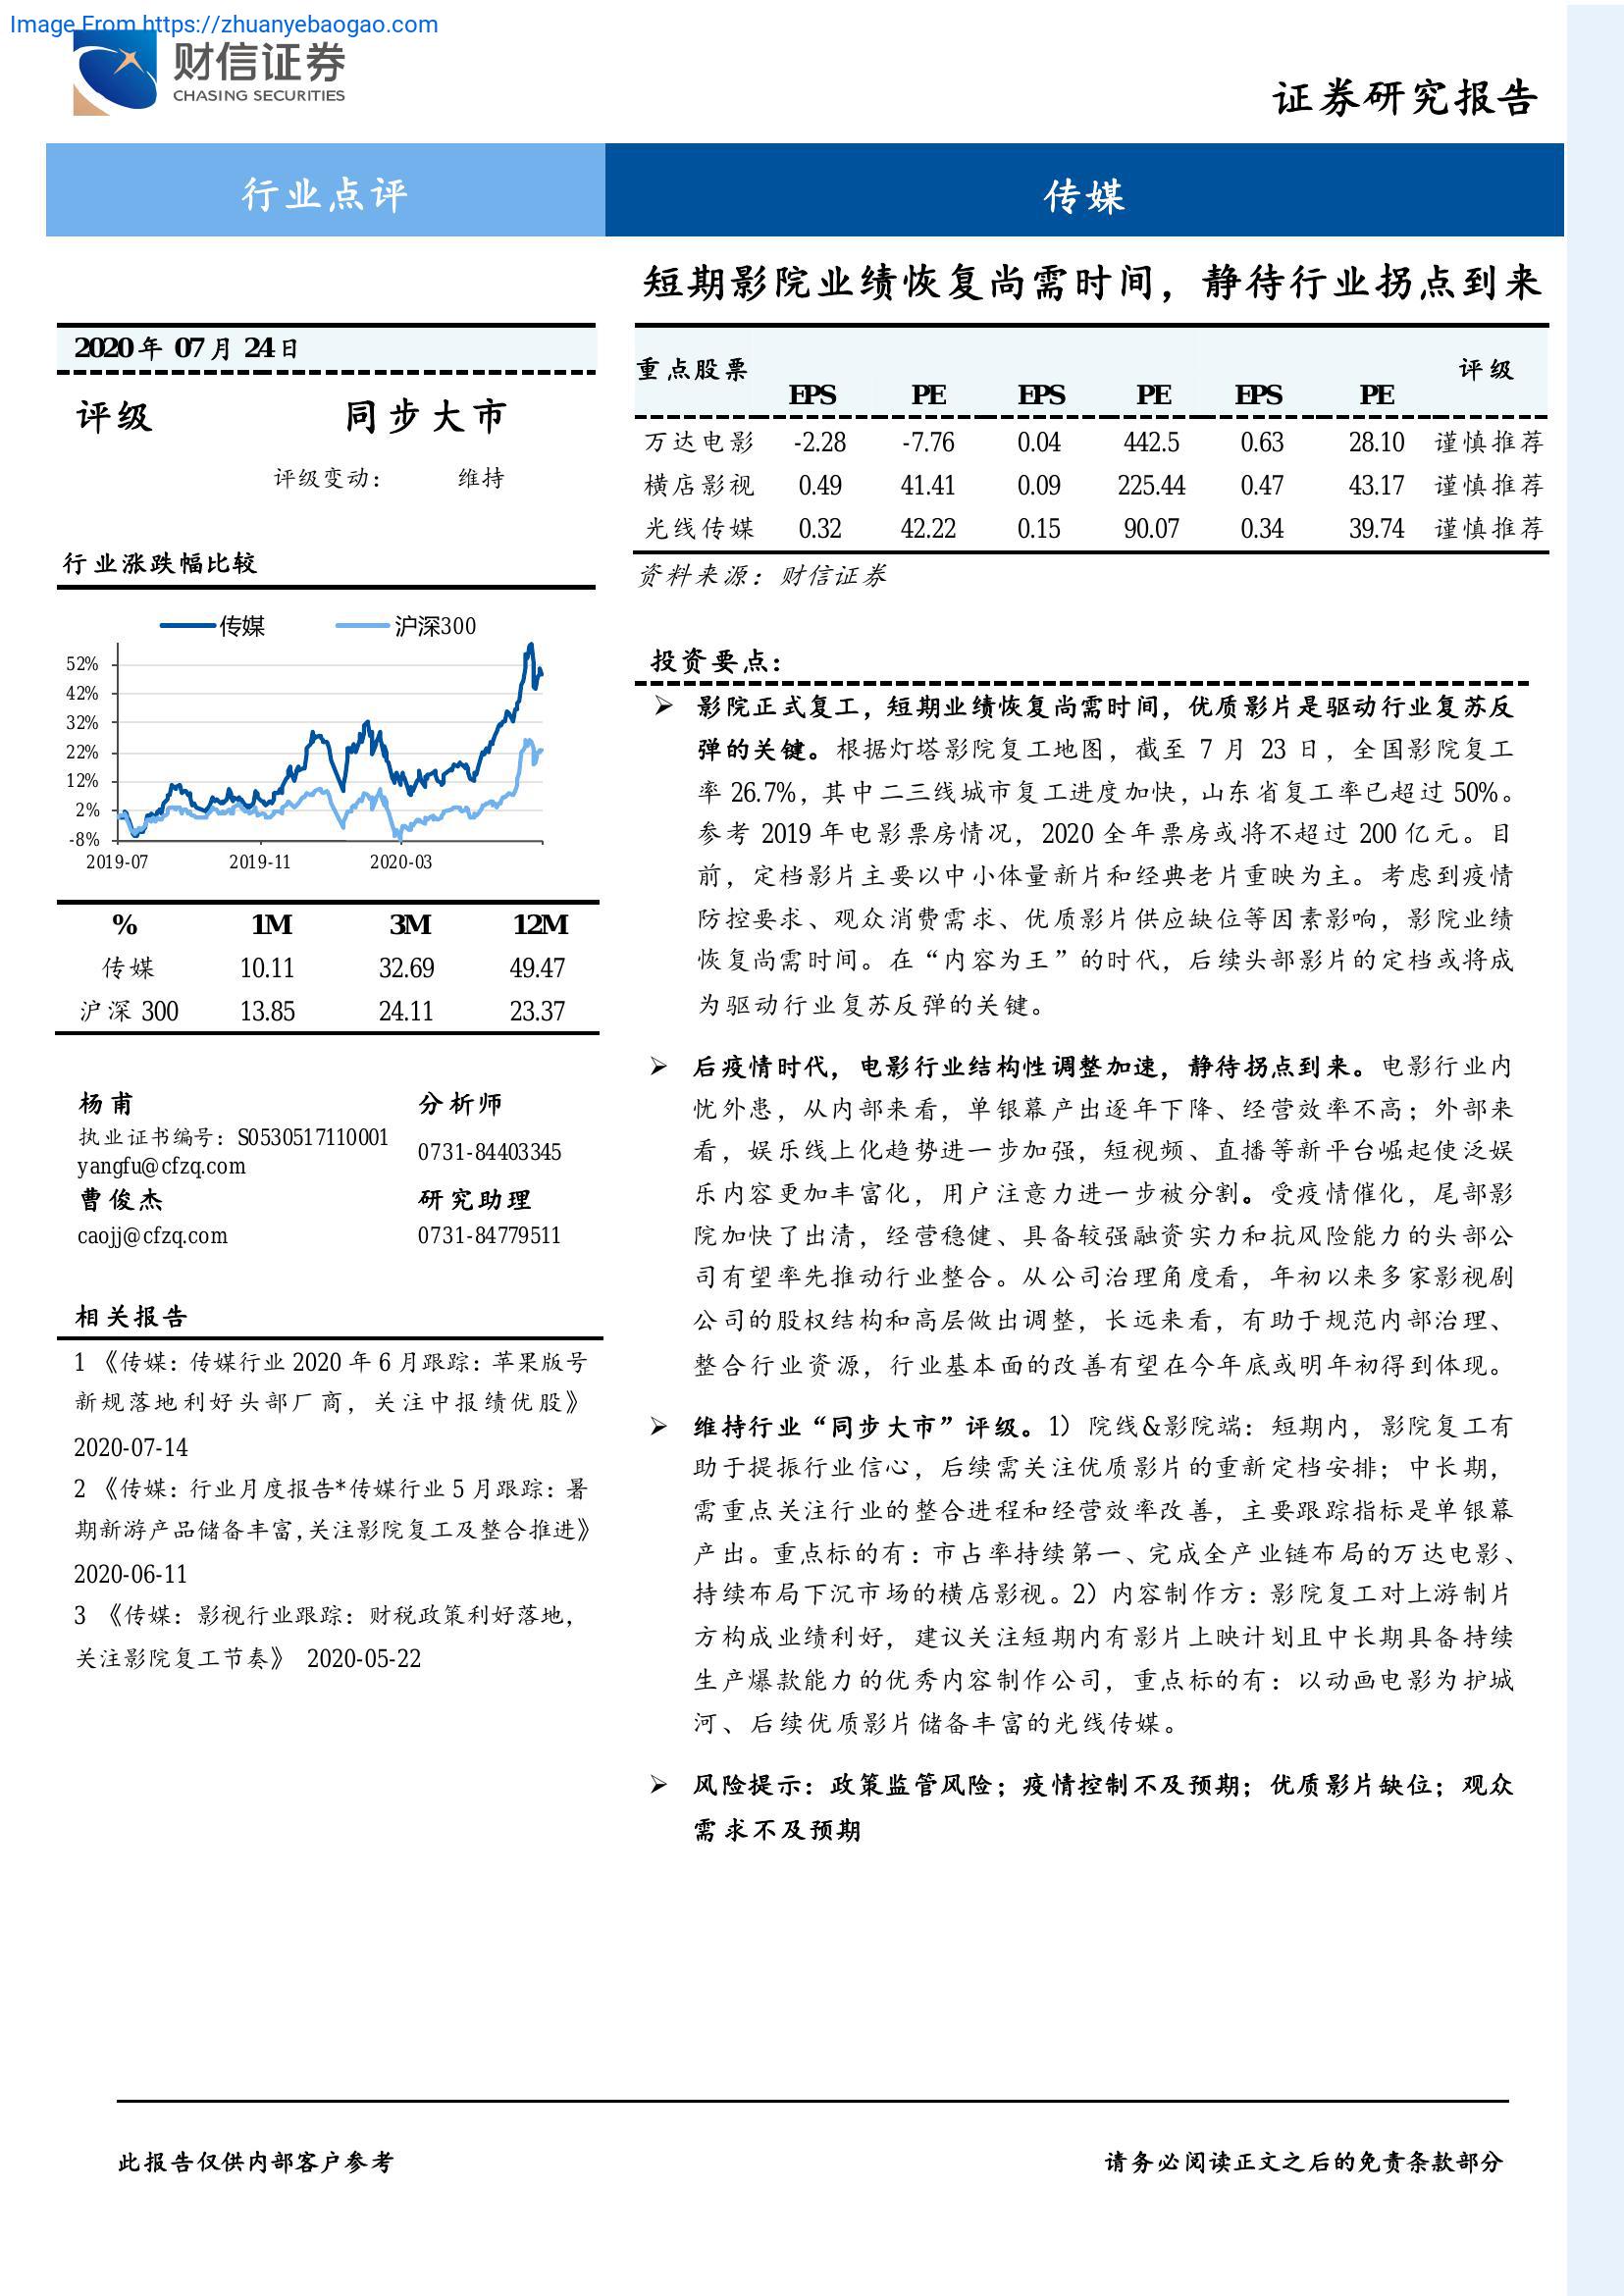 Image From https://zhuanyebaogao.com
财信证券
CHASING SECURITIES
证券研究报告
行业点评
传媒
短期影院业绩恢复尚需时间，静待行业拐点到来
2020 年 07 月 24 日
评级 同步大市
评级变动： 维持
行业涨跌幅比较
传媒 沪深300
52%
42%
32%
22%
12%
2%
-8%
2019-07 2019-11 2020-03
% 1M 3M 12M
传媒 10.11 32.69 49.47
沪深 300 13.85 24.11 23.37
杨甫 分析师
执业证书编号：S0530517110001
yangfu@cfzq.com 0731-84403345
曹俊杰 研究助理
caojj@cfzq.com 0731-84779511
相关报告
1 《传媒：传媒行业 2020 年 6 月跟踪：苹果版号
新规落地利好头部厂商，关注中报绩优股》
2020-07-14
2 《传媒：行业月度报告*传媒行业 5 月跟踪：暑
期新游产品储备丰富,关注影院复工及整合推进》
2020-06-11
3 《传媒：影视行业跟踪：财税政策利好落地，
关注影院复工节奏》 2020-05-22
重点股票 EPS PE EPS PE EPS PE 评级
万达电影 -2.28 -7.76 0.04 442.5 0.63 28.10 谨慎推荐
横店影视 0.49 41.41 0.09 225.44 0.47 43.17 谨慎推荐
光线传媒 0.32 42.22 0.15 90.07 0.34 39.74 谨慎推荐
资料来源：财信证券
投资要点：
➢ 影院正式复工，短期业绩恢复尚需时间，优质影片是驱动行业复苏反
弹的关键。根据灯塔影院复工地图，截至 7 月 23 日，全国影院复工
率 26.7%，其中二三线城市复工进度加快，山东省复工率已超过 50%。
参考 2019 年电影票房情况，2020 全年票房或将不超过 200 亿元。目
前，定档影片主要以中小体量新片和经典老片重映为主。考虑到疫情
防控要求、观众消费需求、优质影片供应缺位等因素影响，影院业绩
恢复尚需时间。在“内容为王”的时代，后续头部影片的定档或将成
为驱动行业复苏反弹的关键。
➢ 后疫情时代，电影行业结构性调整加速，静待拐点到来。电影行业内
忧外患，从内部来看，单银幕产出逐年下降、经营效率不高；外部来
看，娱乐线上化趋势进一步加强，短视频、直播等新平台崛起使泛娱
乐内容更加丰富化，用户注意力进一步被分割。受疫情催化，尾部影
院加快了出清，经营稳健、具备较强融资实力和抗风险能力的头部公
司有望率先推动行业整合。从公司治理角度看，年初以来多家影视剧
公司的股权结构和高层做出调整，长远来看，有助于规范内部治理、
整合行业资源，行业基本面的改善有望在今年底或明年初得到体现。
➢ 维持行业“同步大市”评级。1）院线&影院端：短期内，影院复工有
助于提振行业信心，后续需关注优质影片的重新定档安排；中长期，
需重点关注行业的整合进程和经营效率改善，主要跟踪指标是单银幕
产出。重点标的有：市占率持续第一、完成全产业链布局的万达电影、
持续布局下沉市场的横店影视。2）内容制作方：影院复工对上游制片
方构成业绩利好，建议关注短期内有影片上映计划且中长期具备持续
生产爆款能力的优秀内容制作公司，重点标的有：以动画电影为护城
河、后续优质影片储备丰富的光线传媒。
➢ 风险提示：政策监管风险；疫情控制不及预期；优质影片缺位；观众
需求不及预期
此报告仅供内部客户参考
请务必阅读正文之后的免责条款部分